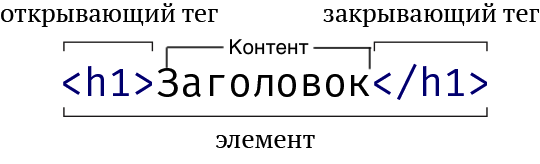 открывающий тег закрывающий тег
Контент
<h1>Заголовок</h1>
элемент